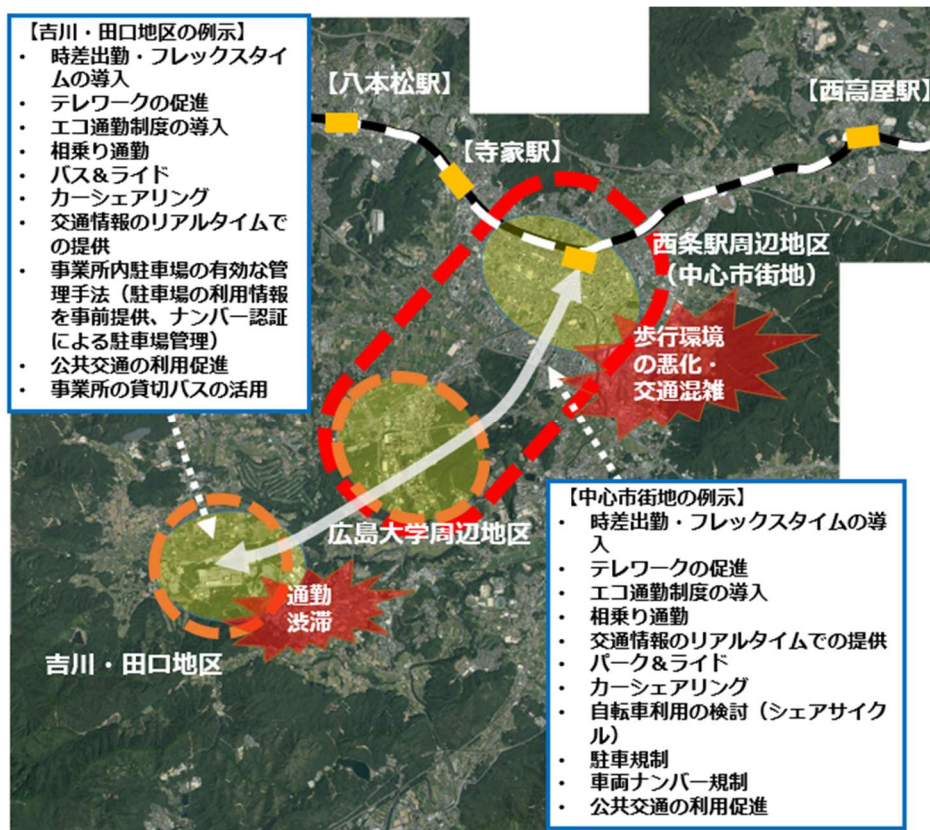 【吉川・田口地区の例示】
・ 時差出勤・フレックスタイ
ムの導入
・ テレワークの促進
・ エコ通勤制度の導入
・ 相乗り通勤
・ バス&ライド
・ カーシェアリング
・ 交通情報のリアルタイムで
の提供
・ 事業所内駐車場の有効な管
理手法（駐車場の利用情報
を事前提供、ナンバー認証
による駐車場管理）
・ 公共交通の利用促進
・ 事業所の貸切バスの活用
【八本松駅】
【寺家駅】
【西高屋駅】
西条駅周辺地区
（中心市街地）
歩行環境
の悪化・
交通混雑
広島大学周辺地区
通勤
渋滞
吉川・田口地区
【中心市街地の例示】
・ 時差出勤・フレックスタイムの導
入
・ テレワークの促進
・ エコ通勤制度の導入
・ 相乗り通勤
・ 交通情報のリアルタイムでの提供
・ パーク&ライド
・ カーシェアリング
・ 自転車利用の検討（シェアサイク
ル）
・ 駐車規制
・ 車両ナンバー規制
・ 公共交通の利用促進